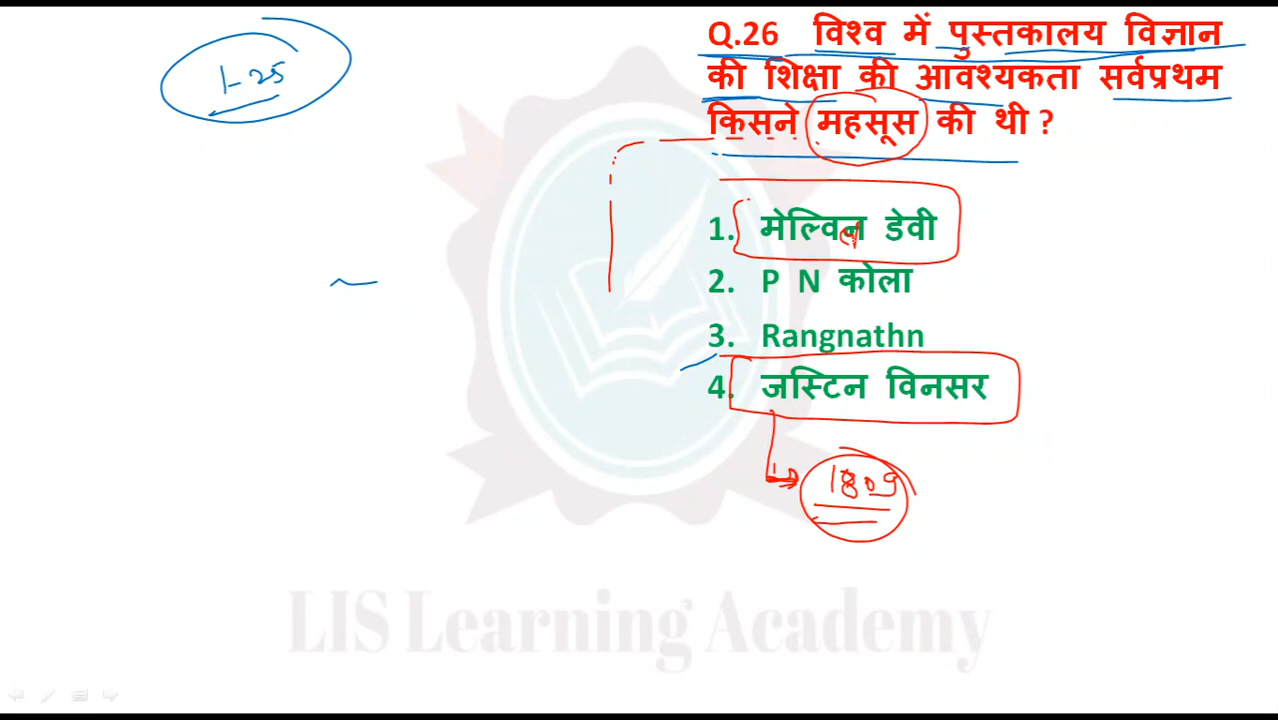 1-25
Q.26 विश्व में पुस्तकालय विज्ञान
की शिक्षा की आवश्यकता सर्वप्रथम
किसने महसूस की थी ?
1. मेल्विन डेवी
2. P N कोला
3. Rangnathn
4. जस्टिन विनसर
1809
LIS Learning Academy